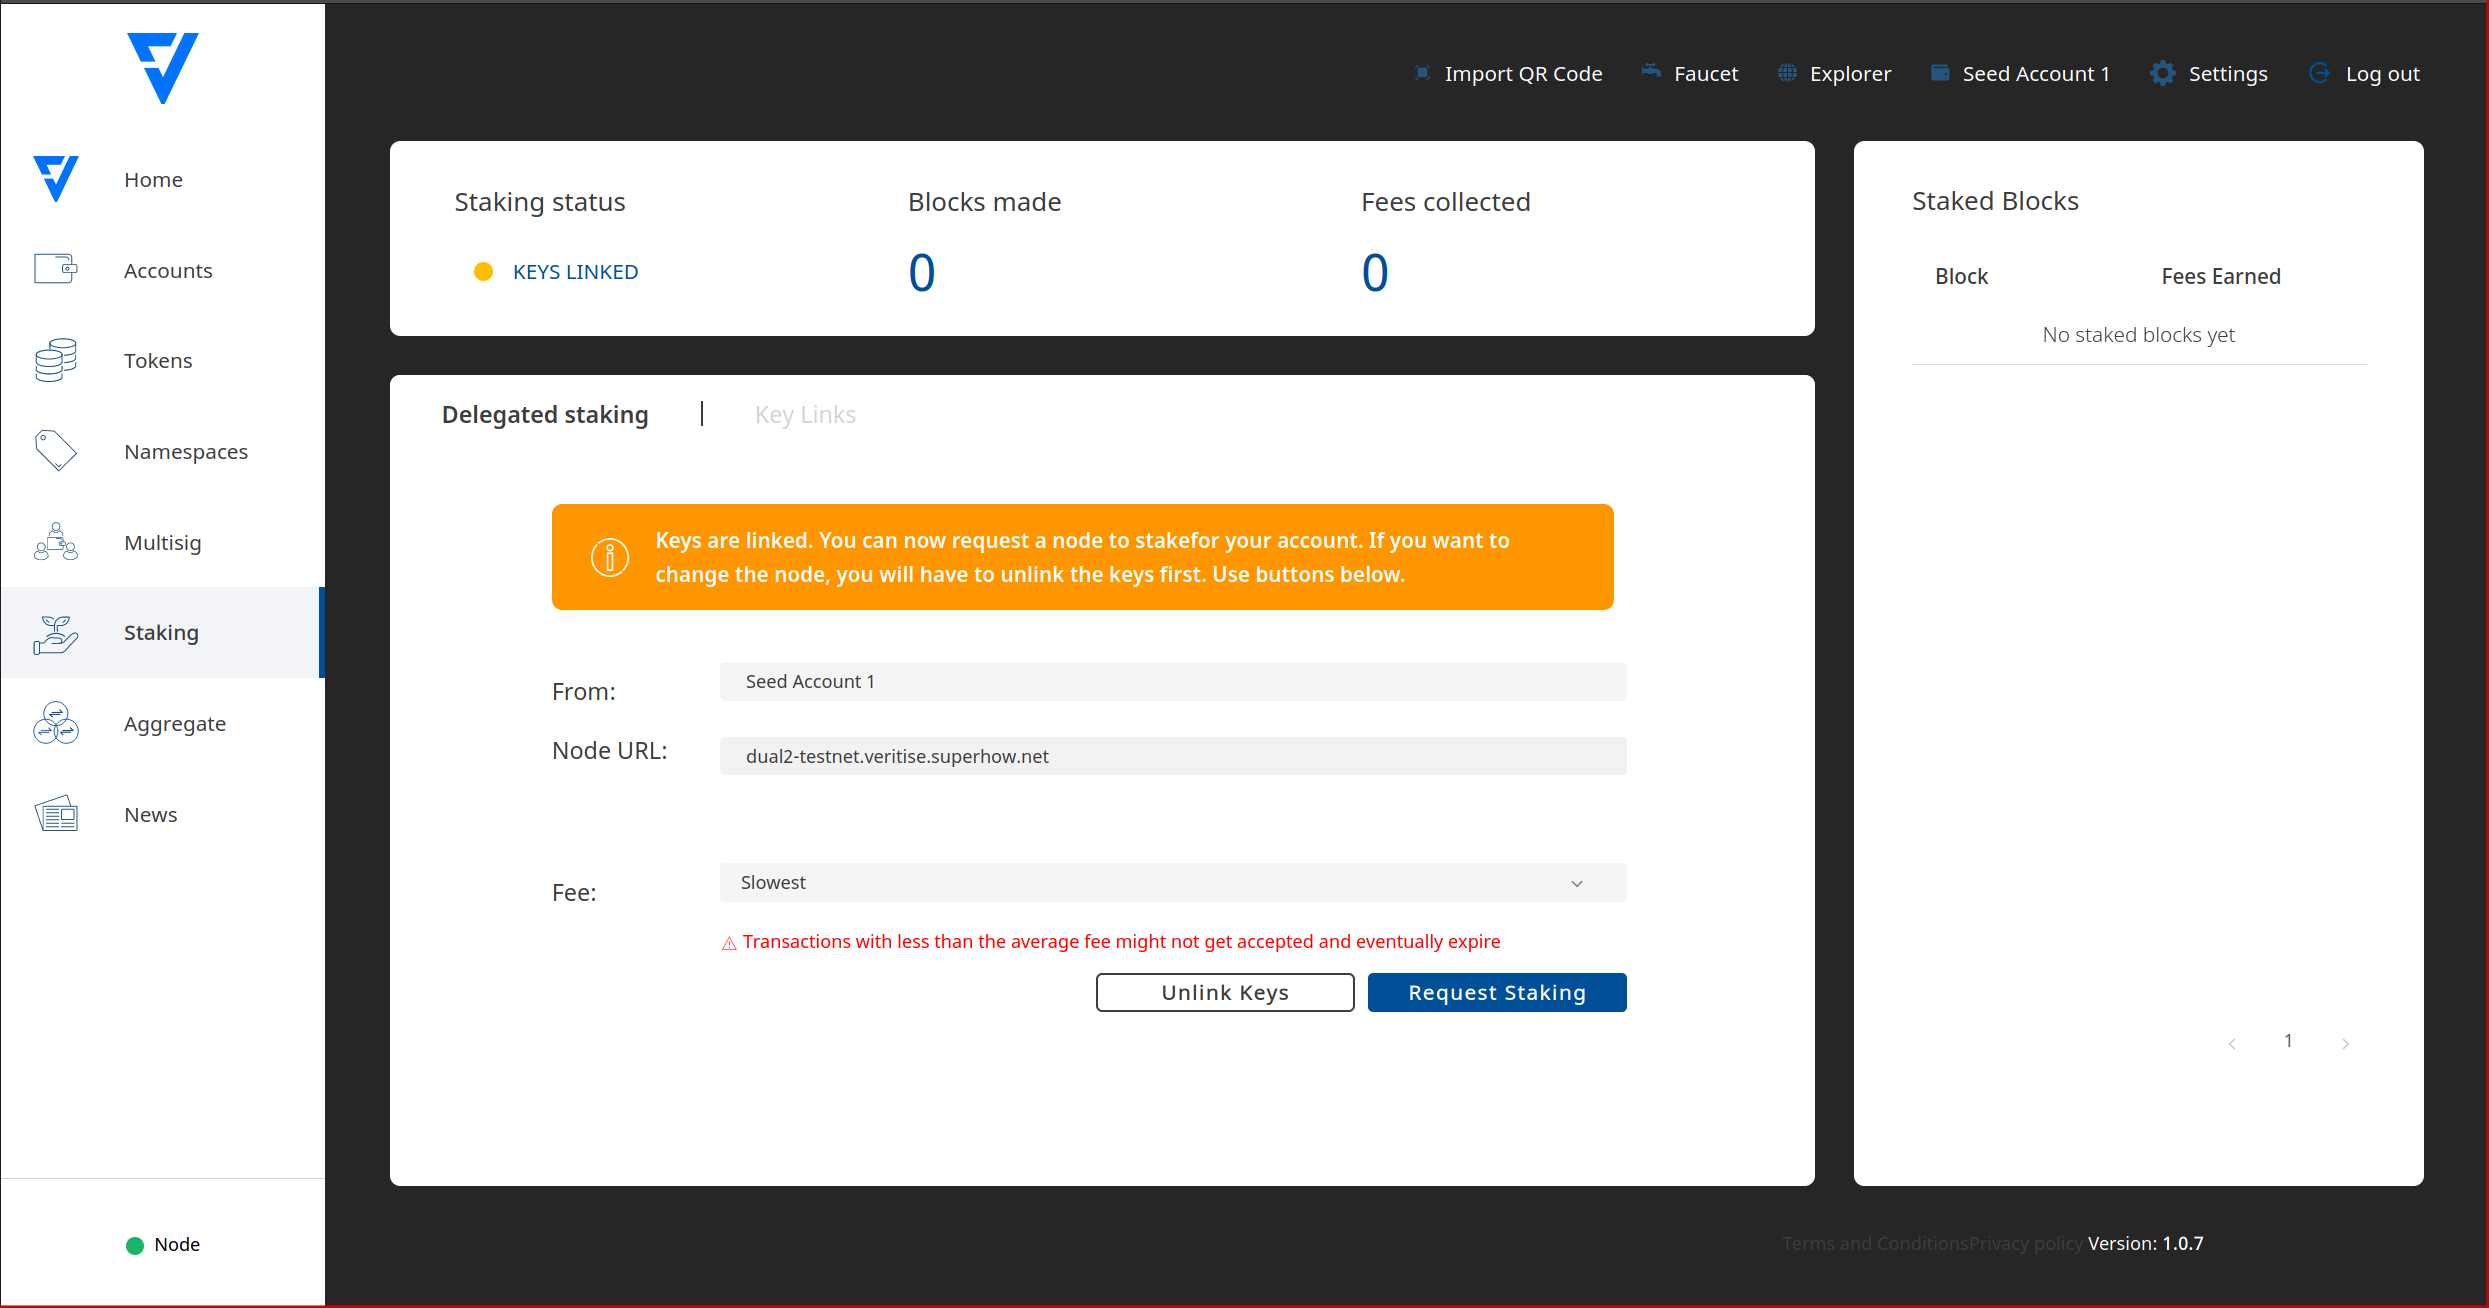 Import QR Code
Faucet
Explorer
Seed Account 1
Settings
Log out
Home
Accounts
Tokens
Namespaces
Multisig
Staking
Aggregate
News
Node
Staking status
KEYS LINKED
Blocks made
0
Fees collected
0
Delegated staking
Key Links
Keys are linked. You can now request a node to stakefor your account. If you want to
change the node, you will have to unlink the keys first. Use buttons below.
From:
Seed Account 1
Node URL:
dual2-testnet.veritise.superhow.net
Fee:
Slowest
Transactions with less than the average fee might not get accepted and eventually expire
Unlink Keys
Request Staking
Staked Blocks
Block
Fees Earned
No staked blocks yet
1
Terms and ConditionsPrivacy policy Version: 1.0.7